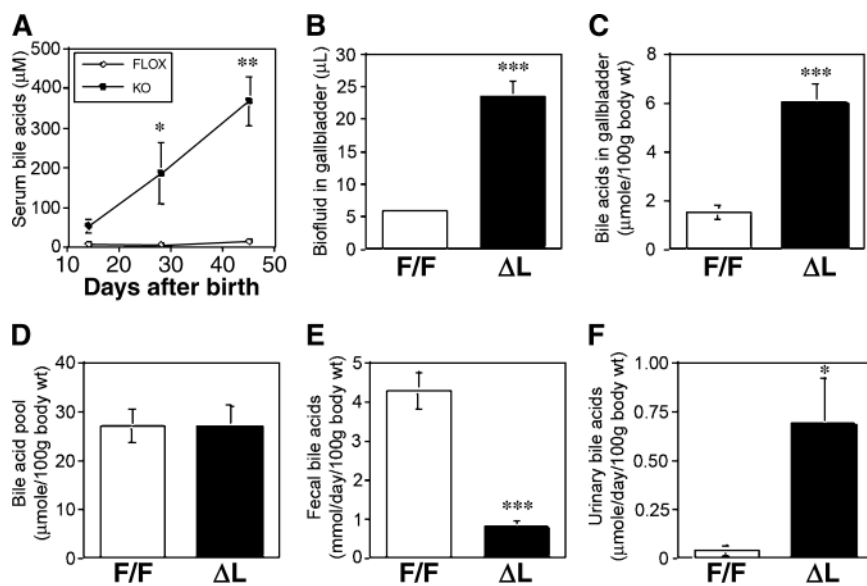 A
Serum bile acids (μM)
500
400
300
200
100
0
FLOX
KO
*
**
10 20 30 40 50
Days after birth
B
Biofluid in gallbladder (μL)
30
25
20
15
10
5
0
***
F/F ΔL
C
Bile acids in gallbladder
(μmole/100g body wt)
8
6
4
2
0
***
F/F ΔL
D
Bile acid pool
(μmole/100g body wt)
40
30
20
10
0
F/F ΔL
E
Fecal bile acids
(mmol/day/100g body wt)
5
4
3
2
1
0
***
F/F ΔL
F
Urinary bile acids
(μmole/day/100g body wt)
1.00
0.75
0.50
0.25
0
*
F/F ΔL